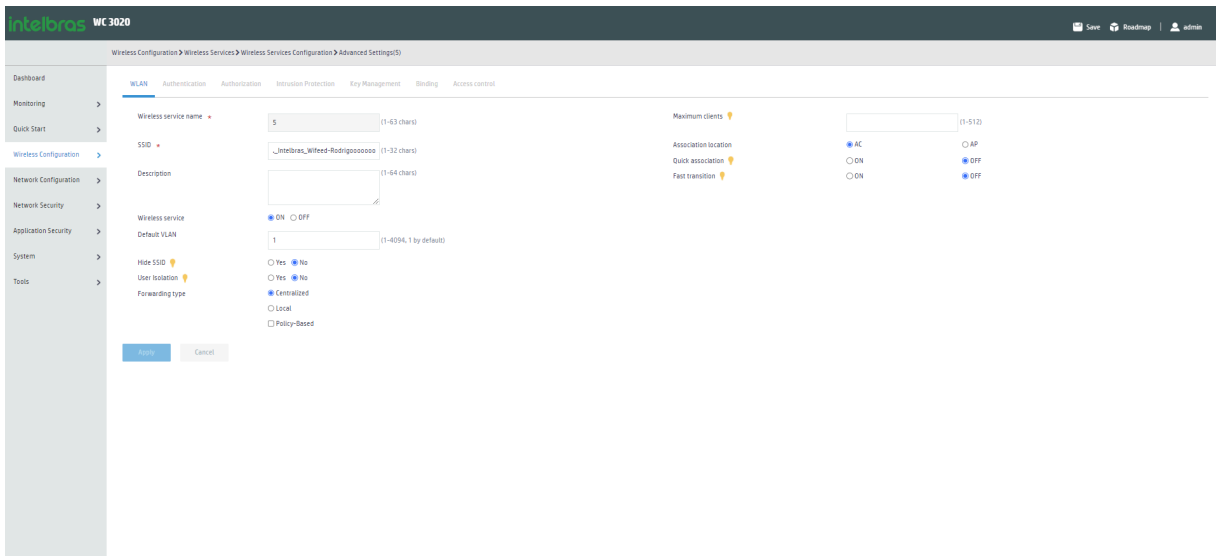 intelbras WC 3020
Save Roadmap | admin
Wireless Configuration > Wireless Services > Wireless Services Configuration > Advanced Settings(5)
Dashboard
Monitoring
Quick Start
Wireless Configuration
Network Configuration
Network Security
Application Security
System
Tools
WLAN Authentication Authorization Intrusion Protection Key Management Binding Access control
Wireless service name * 5 (1-63 chars)
SSID * ._Intelbras_Wifeed-Rodrigooooooo (1-32 chars)
Description (1-64 chars)
Wireless service ON OFF
Default VLAN 1 (1-4094, 1 by default)
Hide SSID Yes No
User Isolation Yes No
Forwarding type Centralized
Local
Policy-Based
Apply Cancel
Maximum clients (1-512)
Association location AC AP
Quick association ON OFF
Fast transition ON OFF